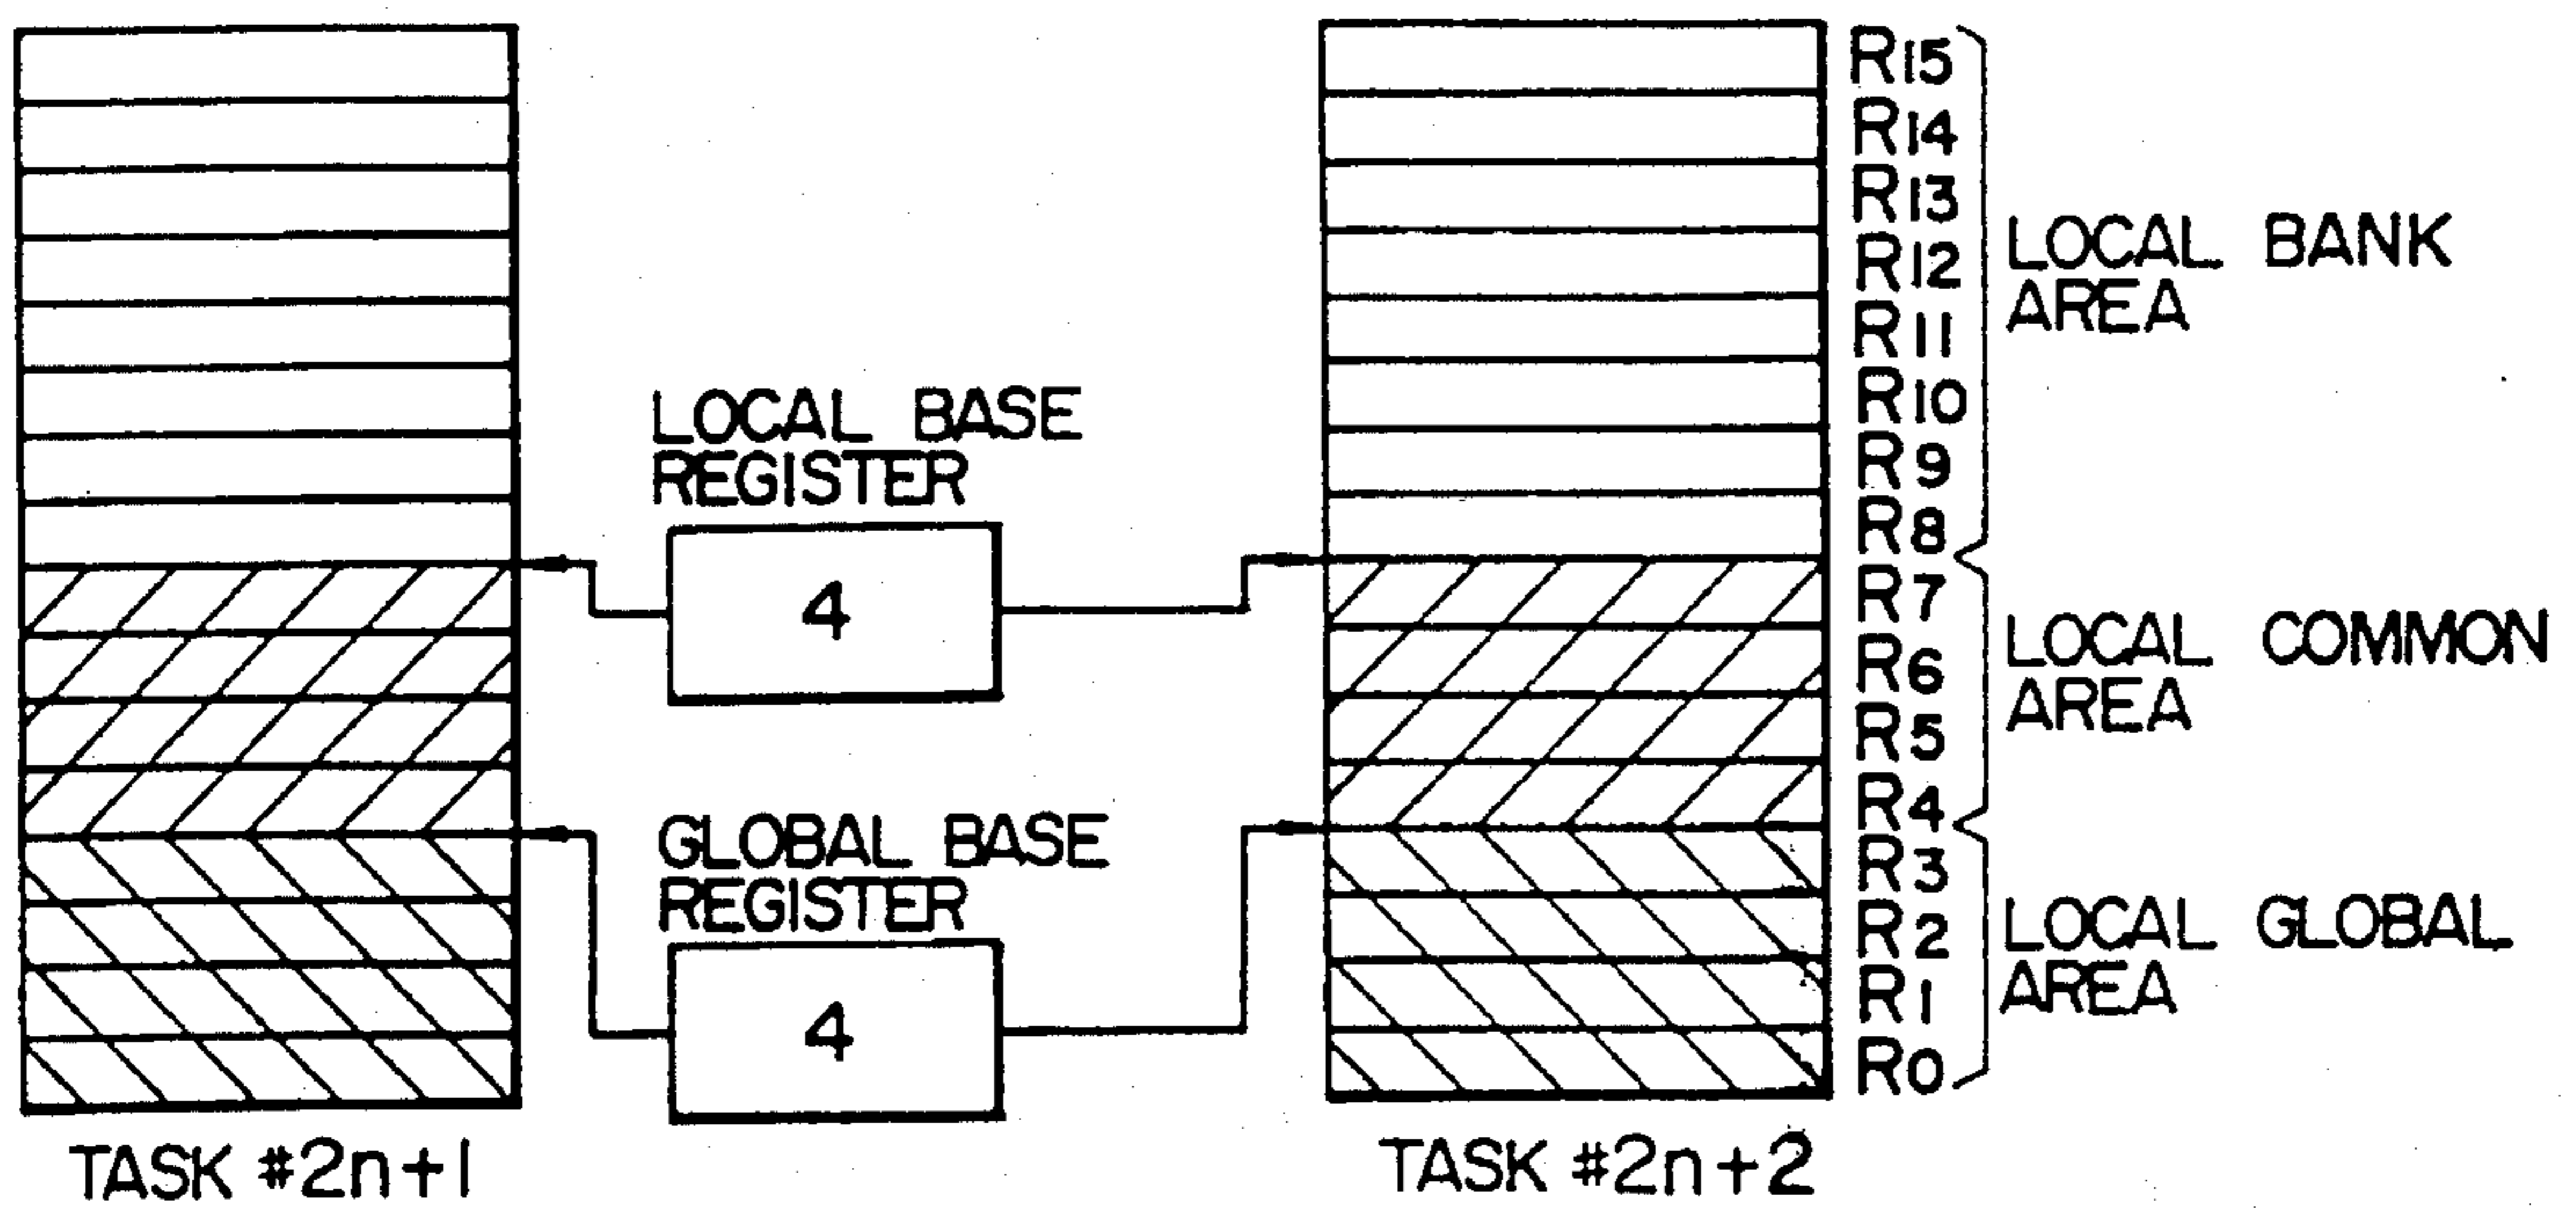 R15
R14
R13
R12
R11
R10
R9
R8
R7
R6
R5
R4
R3
R2
R1
R0
LOCAL BANK
AREA
LOCAL COMMON
AREA
LOCAL GLOBAL
AREA
LOCAL BASE
REGISTER
4
GLOBAL BASE
REGISTER
4
TASK #2n+1
TASK #2n+2